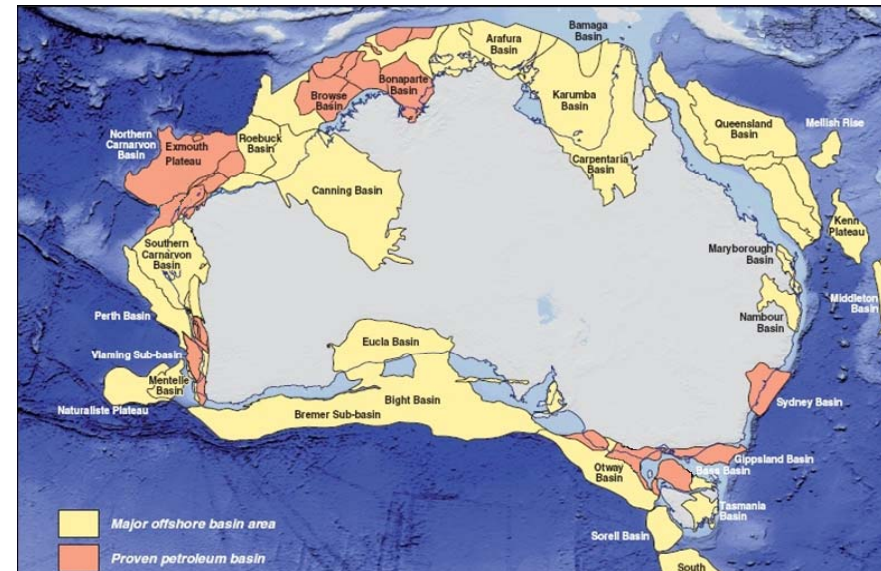 Bamaga
Basin
Arafura
Basin
Bonaparte
Basin
Browse
Basin
Karumba
Basin
Queensland
Basin
Mellish Rise
Northern
Carnarvon
Basin
Exmouth
Plateau
Roebuck
Basin
Carpentaria
Basin
Canning Basin
Kenn
Plateau
Southern
Carnarvon
Basin
Maryborough
Basin
Middleton
Basin
Perth Basin
Nambour
Basin
Eucla Basin
Vlaming Sub-basin
Mentelle
Basin
Naturaliste Plateau
Bight Basin
Bremer Sub-basin
Sydney Basin
Gippsland Basin
Bass Basin
Otway
Basin
Tasmania
Basin
Sorell Basin
South
Major offshore basin area
Proven petroleum basin